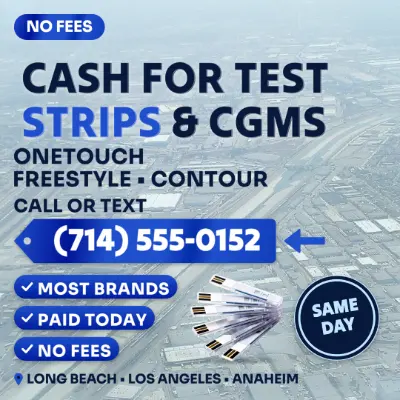 NO FEES
CASH FOR TEST
STRIPS & CGMS
ONETOUCH
FREESTYLE • CONTOUR
CALL OR TEXT
(714) 555-0152
MOST BRANDS
PAID TODAY
NO FEES
SAME
DAY
LONG BEACH • LOS ANGELES • ANAHEIM